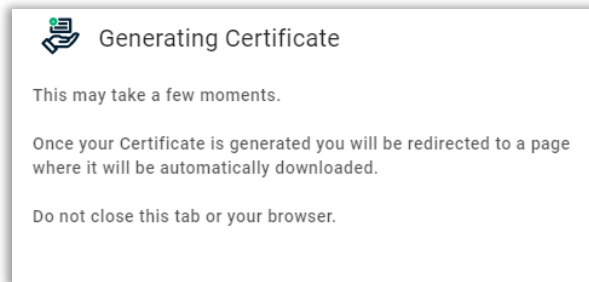 Generating Certificate
This may take a few moments.
Once your Certificate is generated you will be redirected to a page
where it will be automatically downloaded.
Do not close this tab or your browser.